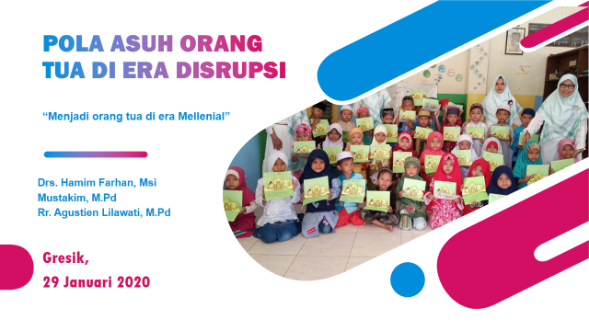 POLA ASUH ORANG
TUA DI ERA DISRUPSI
“Menjadi orang tua di era Mellenial”
Drs. Hamim Farhan, Msi
Mustakim, M.Pd
Rr. Agustien Lilawati, M.Pd
Gresik,
29 Januari 2020